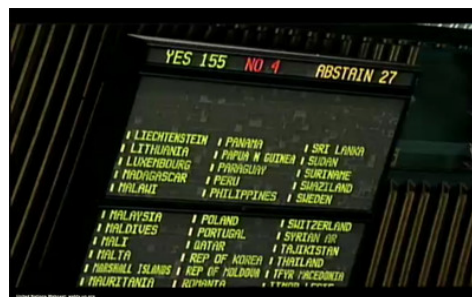 YES 155 NO 4 ABSTAIN 27
LIECHTENSTEIN PANAMA SRI LANKA
LITHUANIA PAPUA N GUINEA SUDAN
LUXEMBOURG PARAGUAY SURINAME
MADAGASCAR PERU SWAZILAND
MALAWI PHILIPPINES SWEDEN
MALAYSIA POLAND SWITZERLAND
MALDIVES PORTUGAL SYRIAN AR
MALI QATAR TAJIKISTAN
MALTA REP OF KOREA THAILAND
MARSHALL ISLANDS REP OF MOLDOVA TFYR MACEDONIA
MAURITANIA ROMANIA TIMOR LESTE